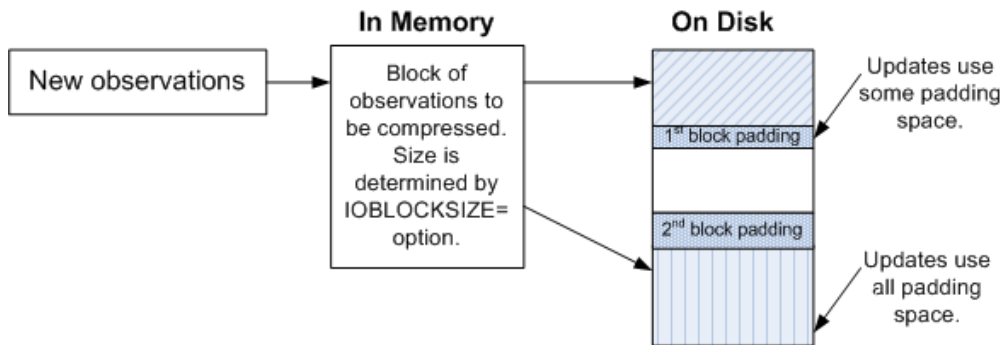 In Memory
On Disk
New observations
Block of
observations to
be compressed.
Size is
determined by
IOBLOCKSIZE=
option.
1st block padding
2nd block padding
Updates use
some padding
space.
Updates use
all padding
space.